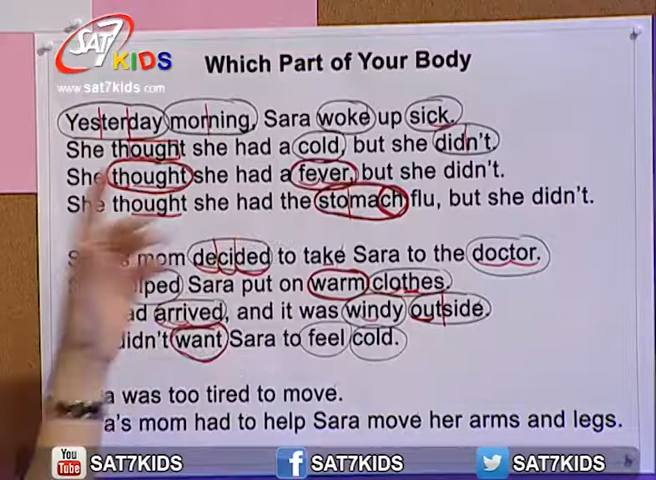 SAT7
KIDS
www.sat7kids.com
Which Part of Your Body
Yesterday morning, Sara woke up sick.
She thought she had a cold, but she didn't.
She thought she had a fever, but she didn't.
She thought she had the stomach flu, but she didn't.
mom decided to take Sara to the doctor.
Sara put on warm clothes.
arrived, and it was windy outside.
didn't want Sara to feel cold.
was too tired to move.
mom had to help Sara move her arms and legs.
You Tube SAT7KIDS
f SAT7KIDS
SAT7KIDS